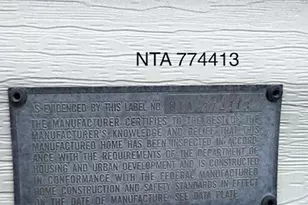 NTA 774413
AS EVIDENCED BY THIS LABEL NO. NTA 774413
THE MANUFACTURER CERTIFIES TO THE BEST OF THE
MANUFACTURER'S KNOWLEDGE AND BELIEF THAT THIS
MANUFACTURED HOME HAS BEEN INSPECTED IN ACCORD-
ANCE WITH THE REQUIREMENTS OF THE DEPARTMENT OF
HOUSING AND URBAN DEVELOPMENT AND IS CONSTRUCTED
IN CONFORMANCE WITH THE FEDERAL MANUFACTURED
HOME CONSTRUCTION AND SAFETY STANDARDS IN EFFECT
ON THE DATE OF MANUFACTURE. SEE DATA PLATE.